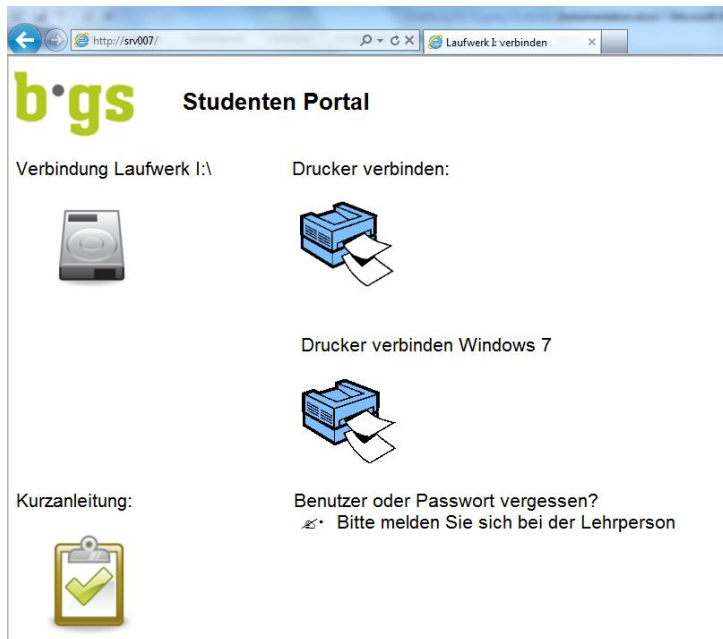 http://srv007/
Laufwerk I: verbinden
b·gs
Studenten Portal
Verbindung Laufwerk I:\
Drucker verbinden:
Drucker verbinden Windows 7
Kurzanleitung:
Benutzer oder Passwort vergessen?
Bitte melden Sie sich bei der Lehrperson